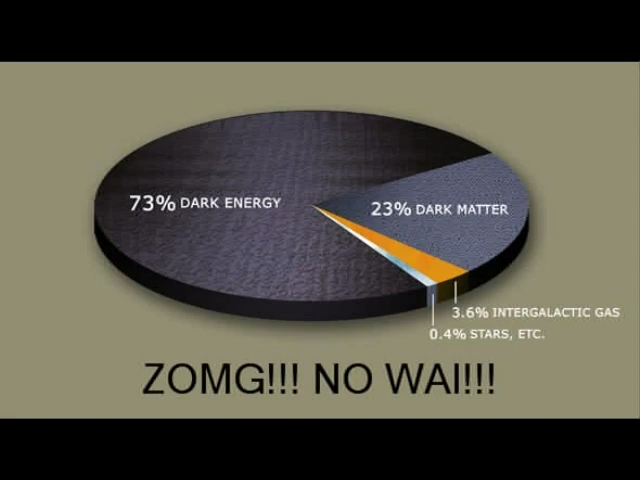 73% DARK ENERGY
23% DARK MATTER
3.6% INTERGALACTIC GAS
0.4% STARS, ETC.
ZOMG!!! NO WAI!!!